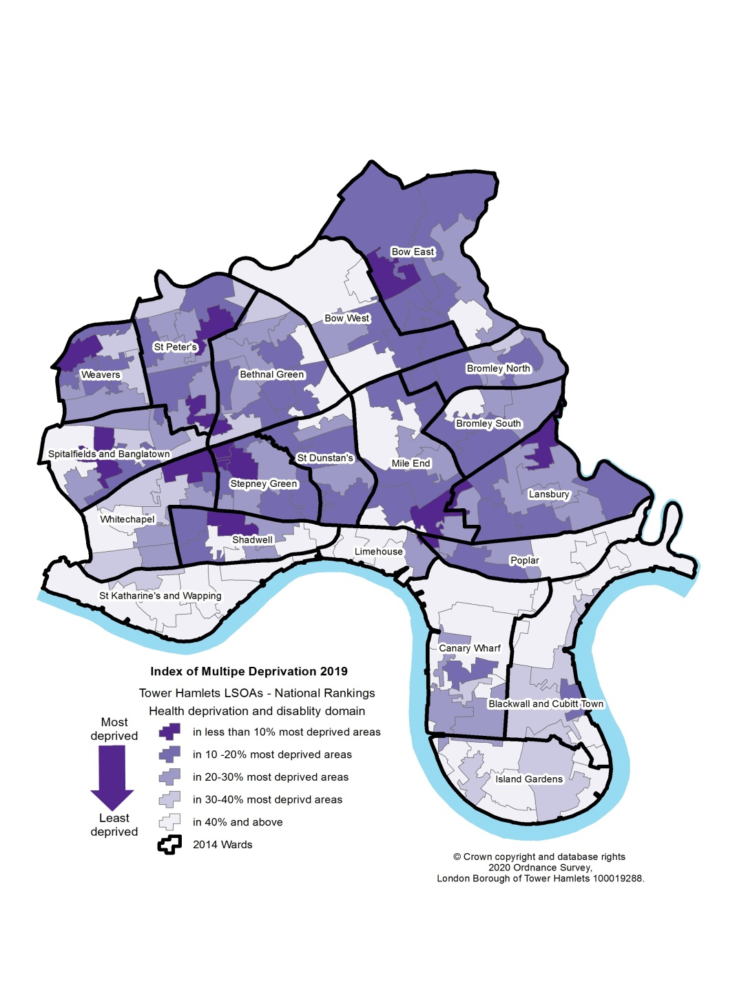 Bow East
Bow West
St Peter's
Bromley North
Weavers
Bethnal Green
Bromley South
Spitalfields and Banglatown
St Dunstan's
Mile End
Stepney Green
Lansbury
Whitechapel
Shadwell
Limehouse
Poplar
St Katharine's and Wapping
Canary Wharf
Blackwall and Cubitt Town
Island Gardens
Index of Multipe Deprivation 2019
Tower Hamlets LSOAs - National Rankings
Health deprivation and disablity domain
Most
deprived
in less than 10% most deprived areas
in 10 -20% most deprived areas
in 20-30% most deprived areas
in 30-40% most deprivd areas
Least
deprived
in 40% and above
2014 Wards
© Crown copyright and database rights
2020 Ordnance Survey,
London Borough of Tower Hamlets 100019288.